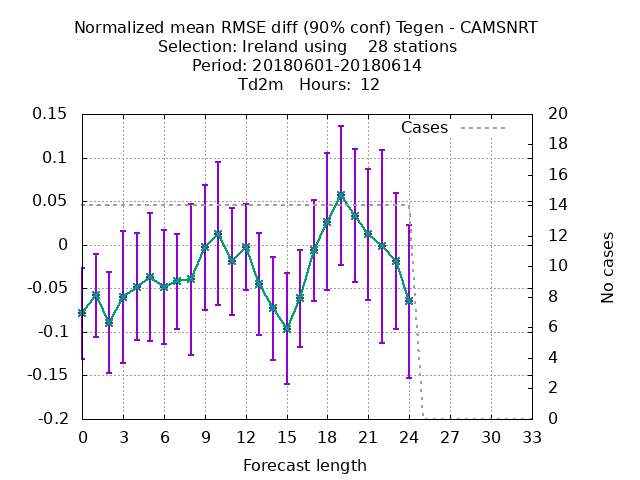 Normalized mean RMSE diff (90% conf) Tegen - CAMSNRT
Selection: Ireland using    28 stations
Period: 20180601-20180614
Td2m   Hours:  12
Cases
0.15
0.1
0.05
0
-0.05
-0.1
-0.15
-0.2
20
18
16
14
12
10
8
6
4
2
0
No cases
0 3 6 9 12 15 18 21 24 27 30 33
Forecast length